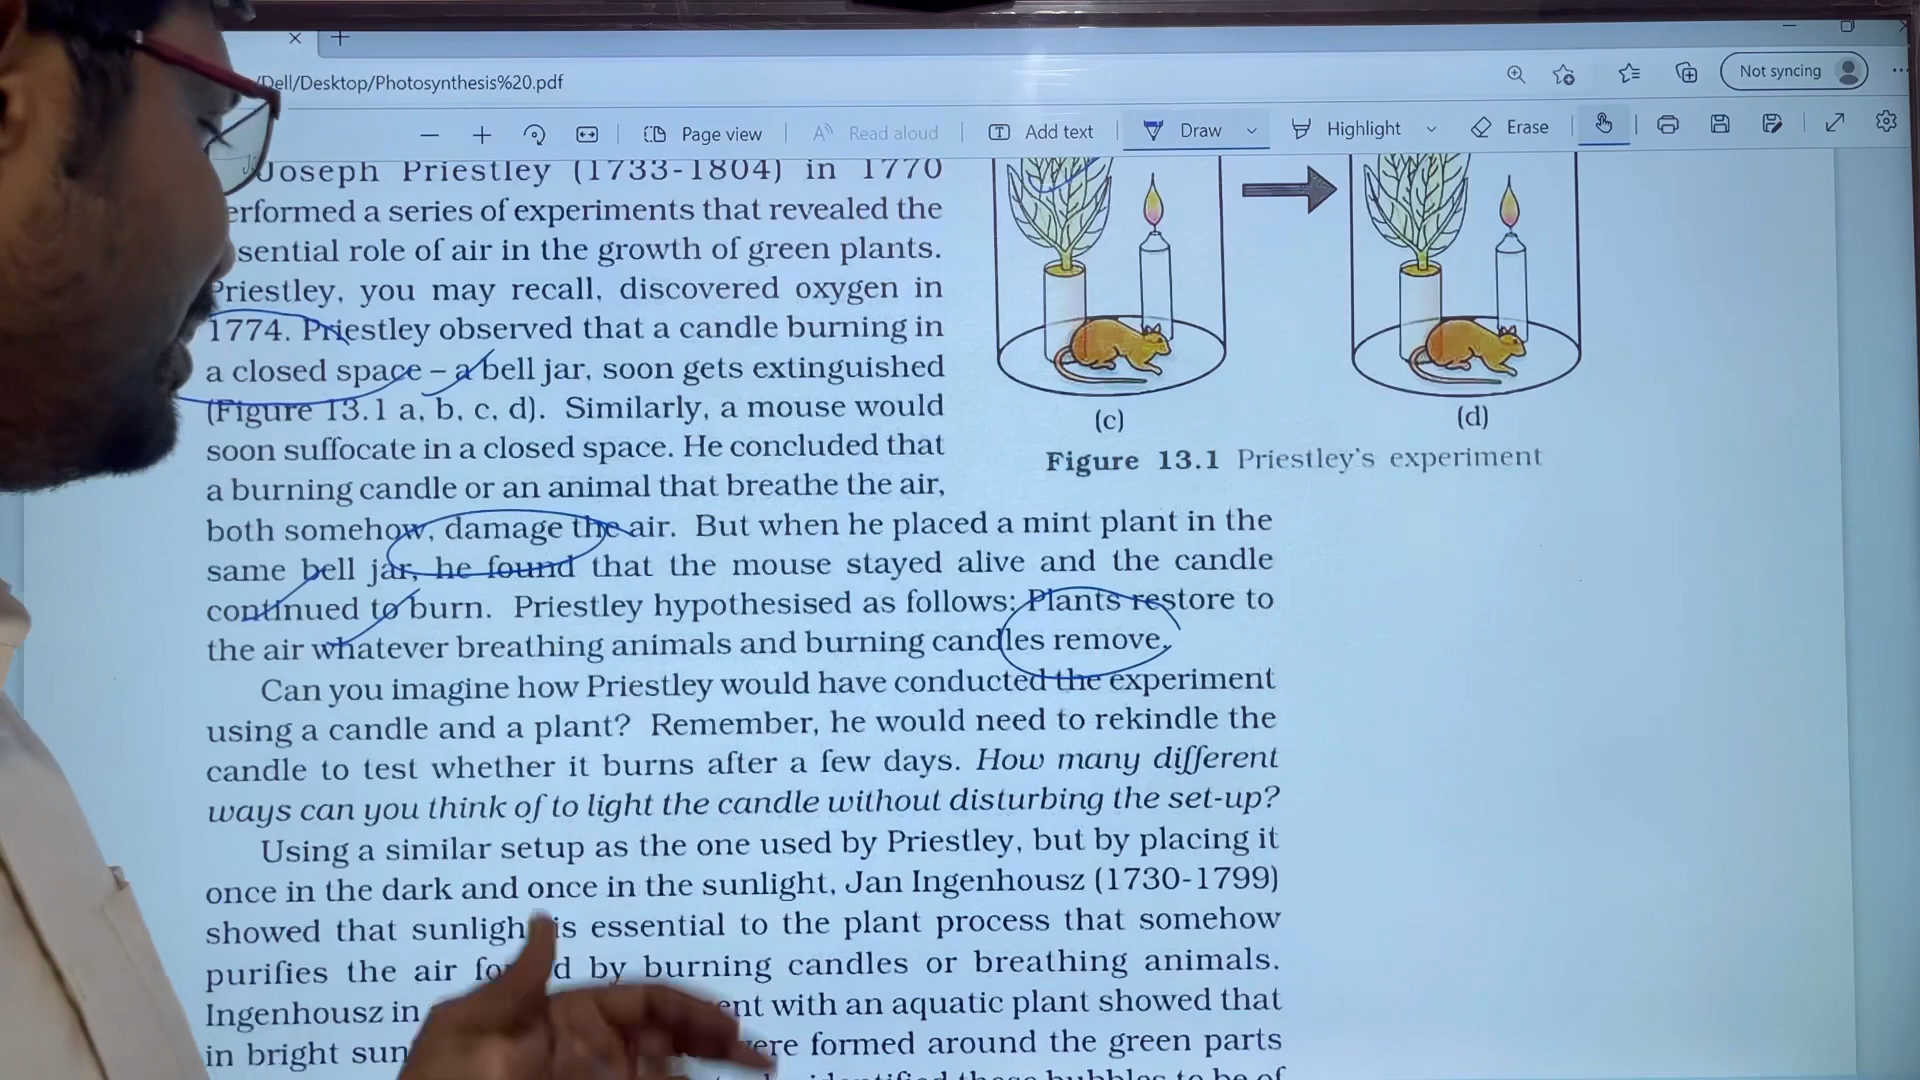 /Dell/Desktop/Photosynthesis%20.pdf
Not syncing
Page view
Read aloud
Add text
Draw
Highlight
Erase
Joseph Priestley (1733-1804) in 1770
erformed a series of experiments that revealed the
sential role of air in the growth of green plants.
Priestley, you may recall, discovered oxygen in
1774. Priestley observed that a candle burning in
a closed space – a bell jar, soon gets extinguished
(Figure 13.1 a, b, c, d). Similarly, a mouse would
soon suffocate in a closed space. He concluded that
a burning candle or an animal that breathe the air,
both somehow, damage the air. But when he placed a mint plant in the
same bell jar, he found that the mouse stayed alive and the candle
continued to burn. Priestley hypothesised as follows: Plants restore to
the air whatever breathing animals and burning candles remove.
(c)
(d)
Figure 13.1 Priestley's experiment
Can you imagine how Priestley would have conducted the experiment
using a candle and a plant? Remember, he would need to rekindle the
candle to test whether it burns after a few days. How many different
ways can you think of to light the candle without disturbing the set-up?
Using a similar setup as the one used by Priestley, but by placing it
once in the dark and once in the sunlight, Jan Ingenhousz (1730-1799)
showed that sunligh is essential to the plant process that somehow
purifies the air by burning candles or breathing animals.
Ingenhousz in with an aquatic plant showed that
in bright sun formed around the green parts